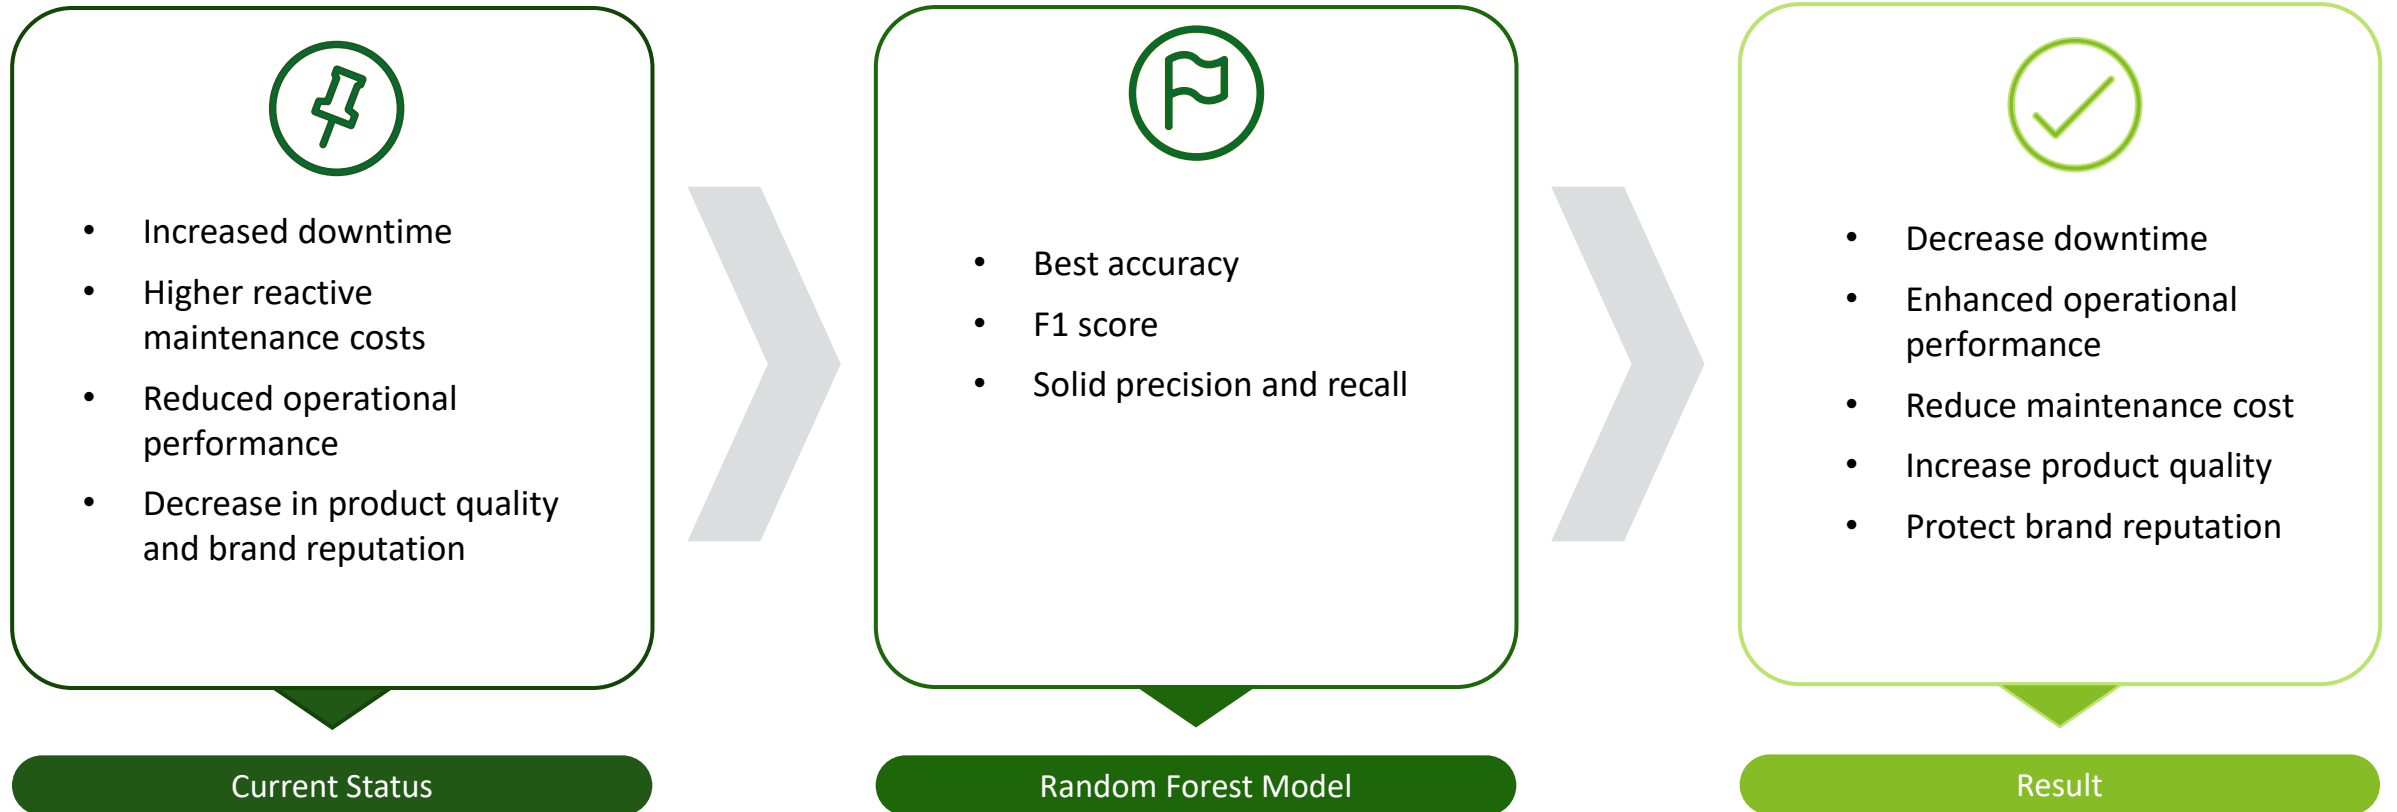 • Increased downtime
• Higher reactive
maintenance costs
• Reduced operational
performance
• Decrease in product quality
and brand reputation
Current Status
• Best accuracy
• F1 score
• Solid precision and recall
Random Forest Model
• Decrease downtime
• Enhanced operational
performance
• Reduce maintenance cost
• Increase product quality
• Protect brand reputation
Result